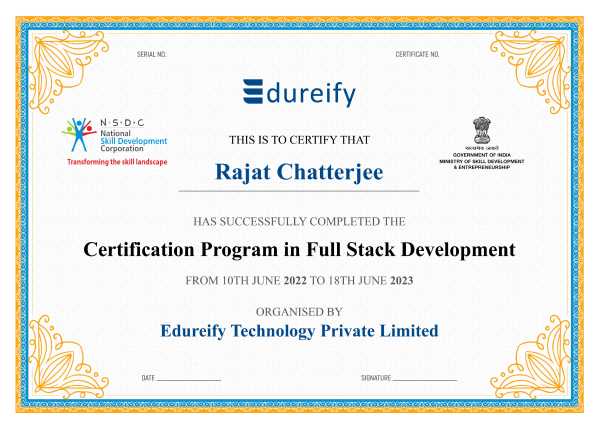 SERIAL NO.
CERTIFICATE NO.
Edureify
N·S·D·C
National
Skill Development
Corporation
Transforming the skill landscape
THIS IS TO CERTIFY THAT
Rajat Chatterjee
सत्यमेव जयते
GOVERNMENT OF INDIA
MINISTRY OF SKILL DEVELOPMENT
& ENTREPRENEURSHIP
HAS SUCCESSFULLY COMPLETED THE
Certification Program in Full Stack Development
FROM 10TH JUNE 2022 TO 18TH JUNE 2023
ORGANISED BY
Edureify Technology Private Limited
DATE
SIGNATURE